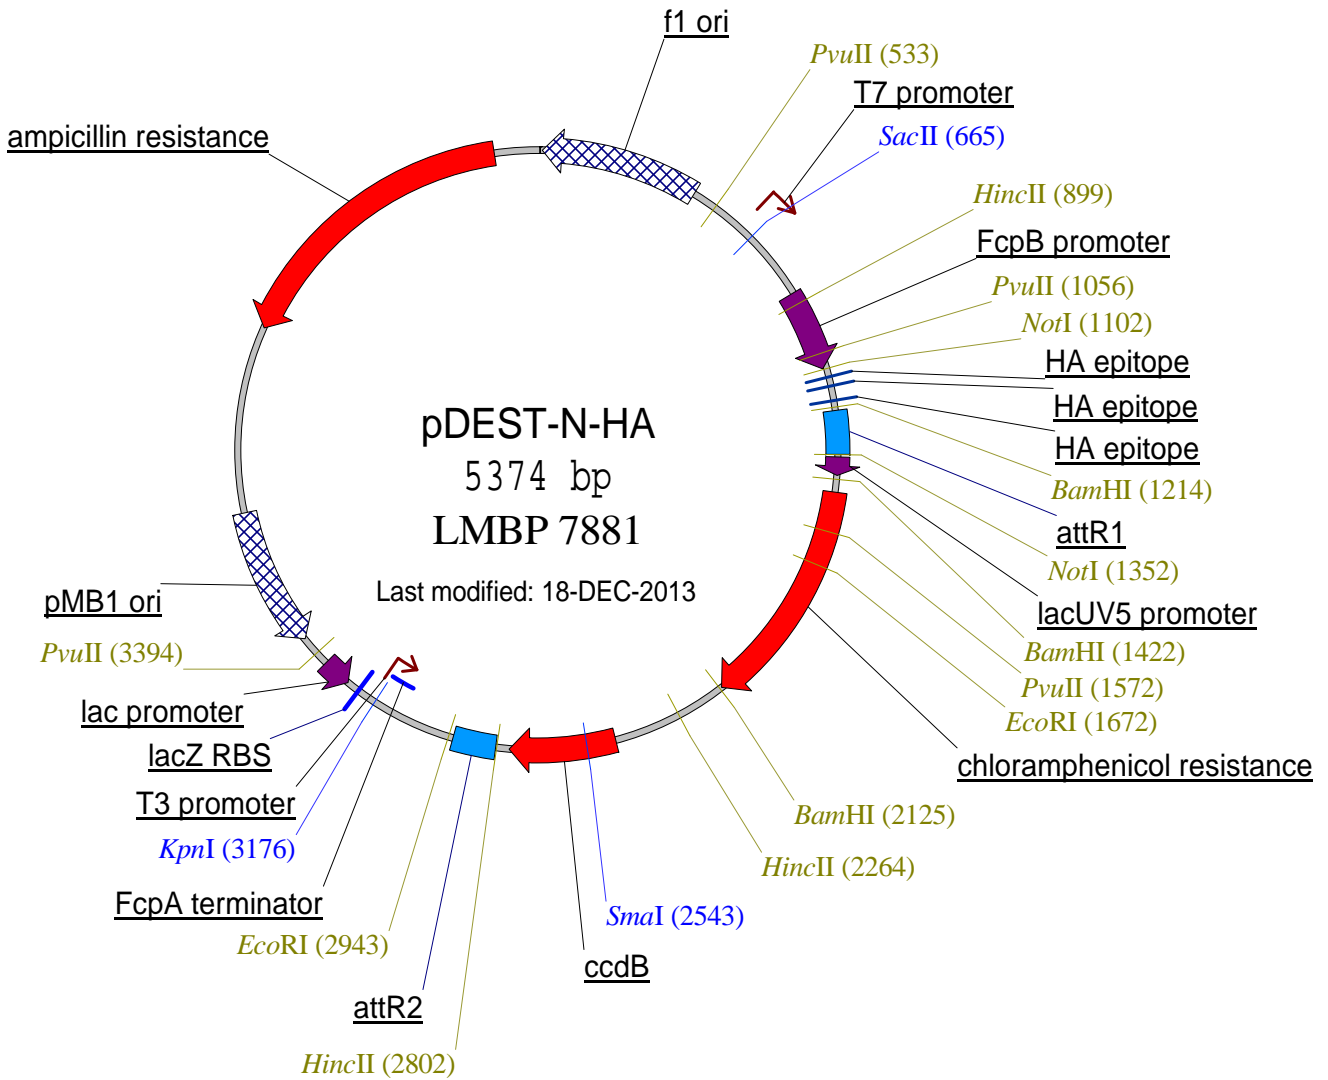 f1 ori
PvuII (533)
T7 promoter
SacII (665)
ampicillin resistance
HincII (899)
FcpB promoter
PvuII (1056)
NotI (1102)
HA epitope
HA epitope
HA epitope
BamHI (1214)
attR1
NotI (1352)
lacUV5 promoter
BamHI (1422)
PvuII (1572)
EcoRI (1672)
chloramphenicol resistance
pDEST-N-HA
5374 bp
LMBP 7881
Last modified: 18-DEC-2013
pMB1 ori
PvuII (3394)
lac promoter
lacZ RBS
T3 promoter
KpnI (3176)
FcpA terminator
EcoRI (2943)
attR2
HincII (2802)
BamHI (2125)
HincII (2264)
SmaI (2543)
ccdB